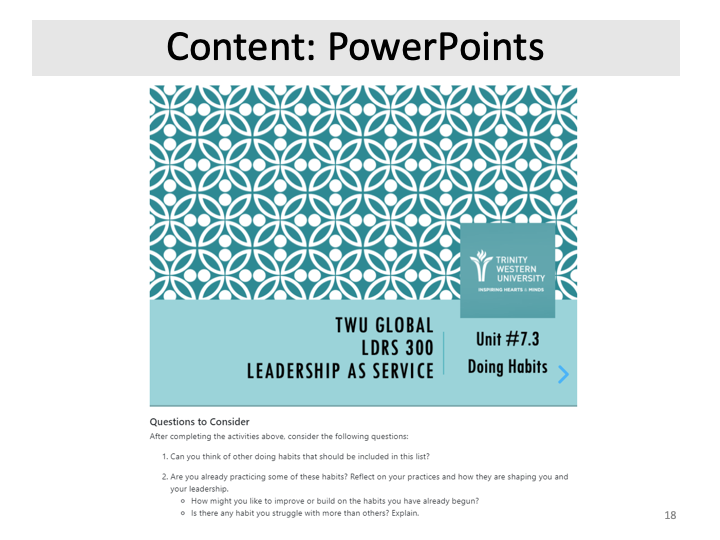 Content: PowerPoints
TRINITY
WESTERN
UNIVERSITY
INSPIRING HEARTS & MINDS
TWU GLOBAL
LDRS 300
LEADERSHIP AS SERVICE
Unit #7.3
Doing Habits
Questions to Consider
After completing the activities above, consider the following questions:
1. Can you think of other doing habits that should be included in this list?
2. Are you already practicing some of these habits? Reflect on your practices and how they are shaping you and
your leadership.
How might you like to improve or build on the habits you have already begun?
Is there any habit you struggle with more than others? Explain.
18